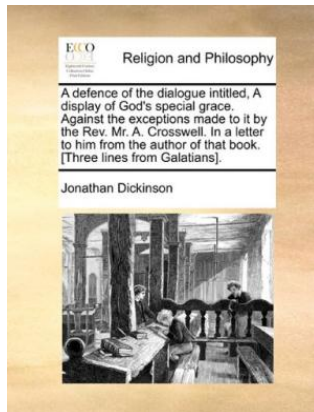 ECCO
Religion and Philosophy
A defence of the dialogue intitled, A
display of God's special grace.
Against the exceptions made to it by
the Rev. Mr. A. Crosswell. In a letter
to him from the author of that book.
[Three lines from Galatians].
Jonathan Dickinson